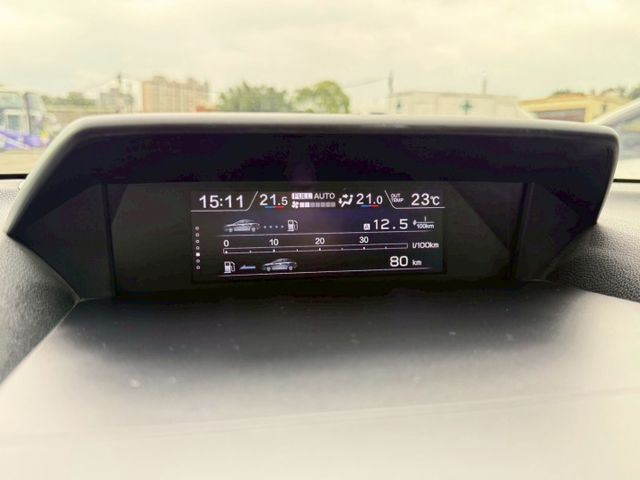 15:11 21.5 FULL AUTO 21.0 OUT TEMP 23°C
A 12.5 ℓ/100km
0 10 20 30 ℓ/100km
80 km